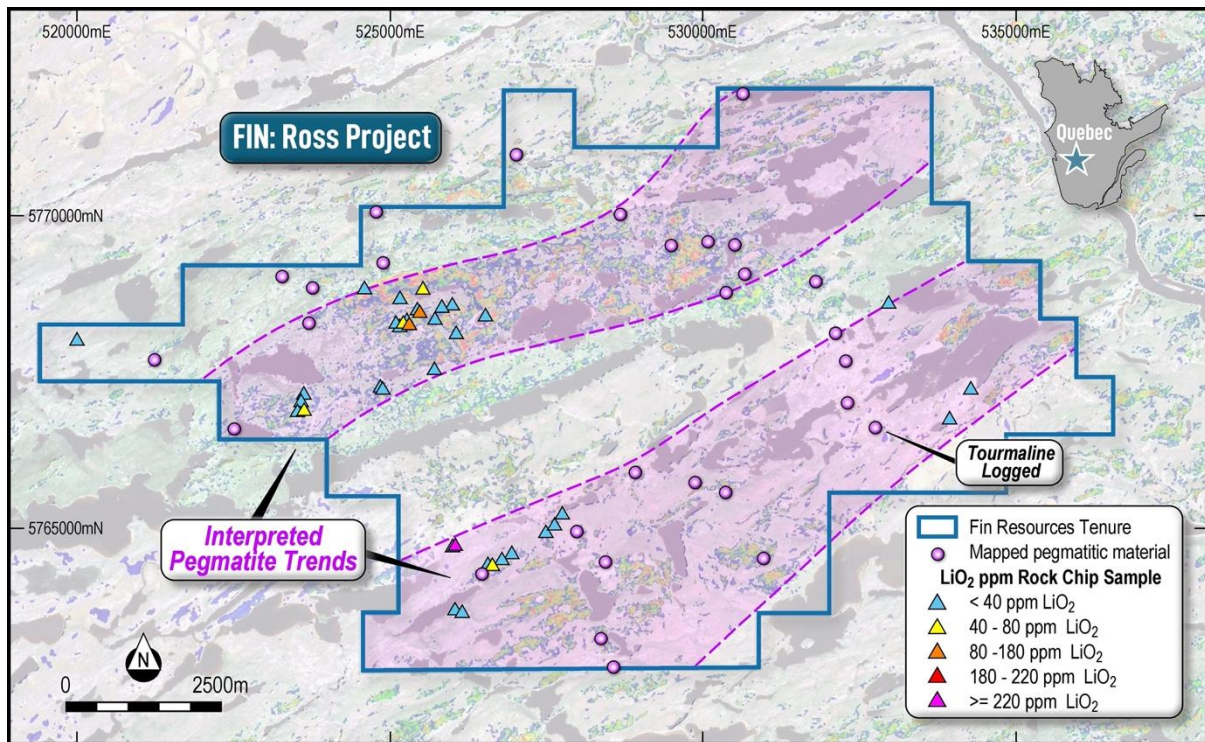 520000mE
525000mE
530000mE
535000mE
FIN: Ross Project
Quebec
5770000mN
5765000mN
Tourmaline
Logged
Interpreted
Pegmatite Trends
N
0
2500m
Fin Resources Tenure
Mapped pegmatitic material
LiO₂ ppm Rock Chip Sample
< 40 ppm LiO₂
40 - 80 ppm LiO₂
80 -180 ppm LiO₂
180 - 220 ppm LiO₂
>= 220 ppm LiO₂